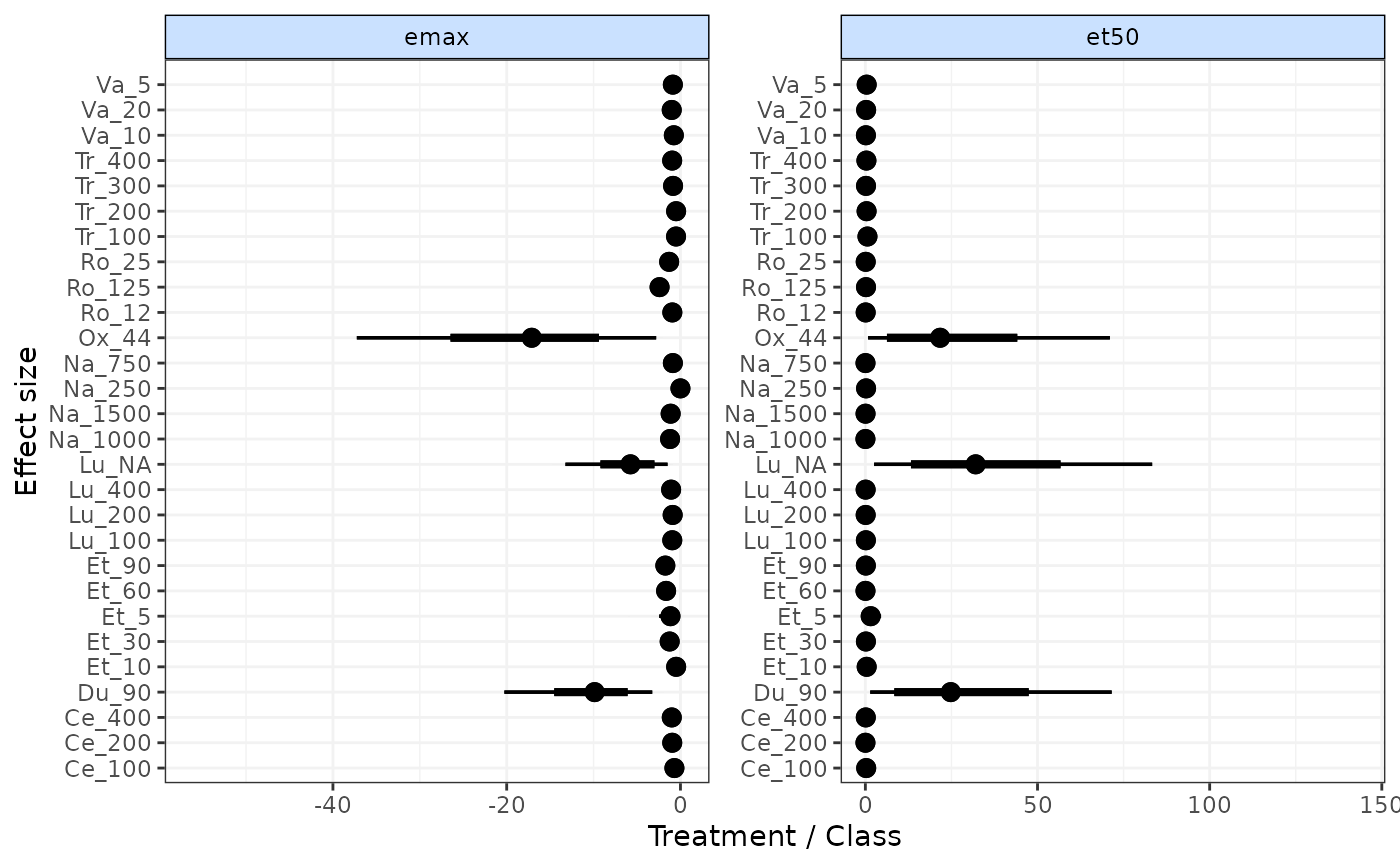 emax
et50
Va_5
Va_20
Va_10
Tr_400
Tr_300
Tr_200
Tr_100
Ro_25
Ro_125
Ro_12
Ox_44
Na_750
Na_250
Na_1500
Na_1000
Lu_NA
Lu_400
Lu_200
Lu_100
Et_90
Et_60
Et_5
Et_30
Et_10
Du_90
Ce_400
Ce_200
Ce_100
Va_5
Va_20
Va_10
Tr_400
Tr_300
Tr_200
Tr_100
Ro_25
Ro_125
Ro_12
Ox_44
Na_750
Na_250
Na_1500
Na_1000
Lu_NA
Lu_400
Lu_200
Lu_100
Et_90
Et_60
Et_5
Et_30
Et_10
Du_90
Ce_400
Ce_200
Ce_100
Effect size
-40 -20 0
0 50 100 150
Treatment / Class